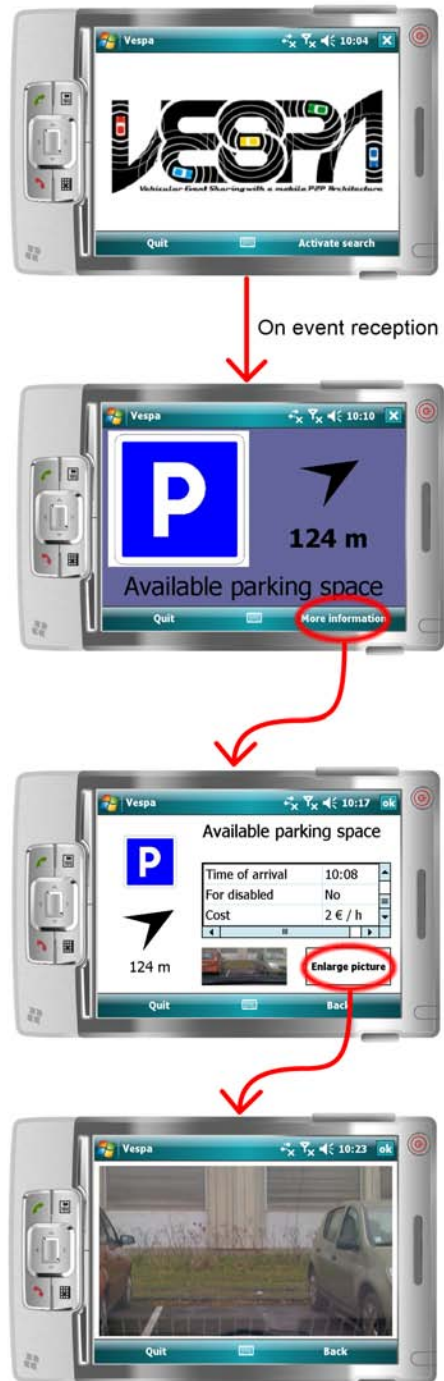 Vespa 10:04
VESPA
Vehicular Event Sharing with a mobile P2P Architecture
Quit Activate search
On event reception
Vespa 10:10
P
124 m
Available parking space
Quit More information
Vespa 10:17 ok
Available parking space
P
Time of arrival 10:08
For disabled No
Cost 2 € / h
124 m
Enlarge picture
Quit Back
Vespa 10:23 ok
Quit Back